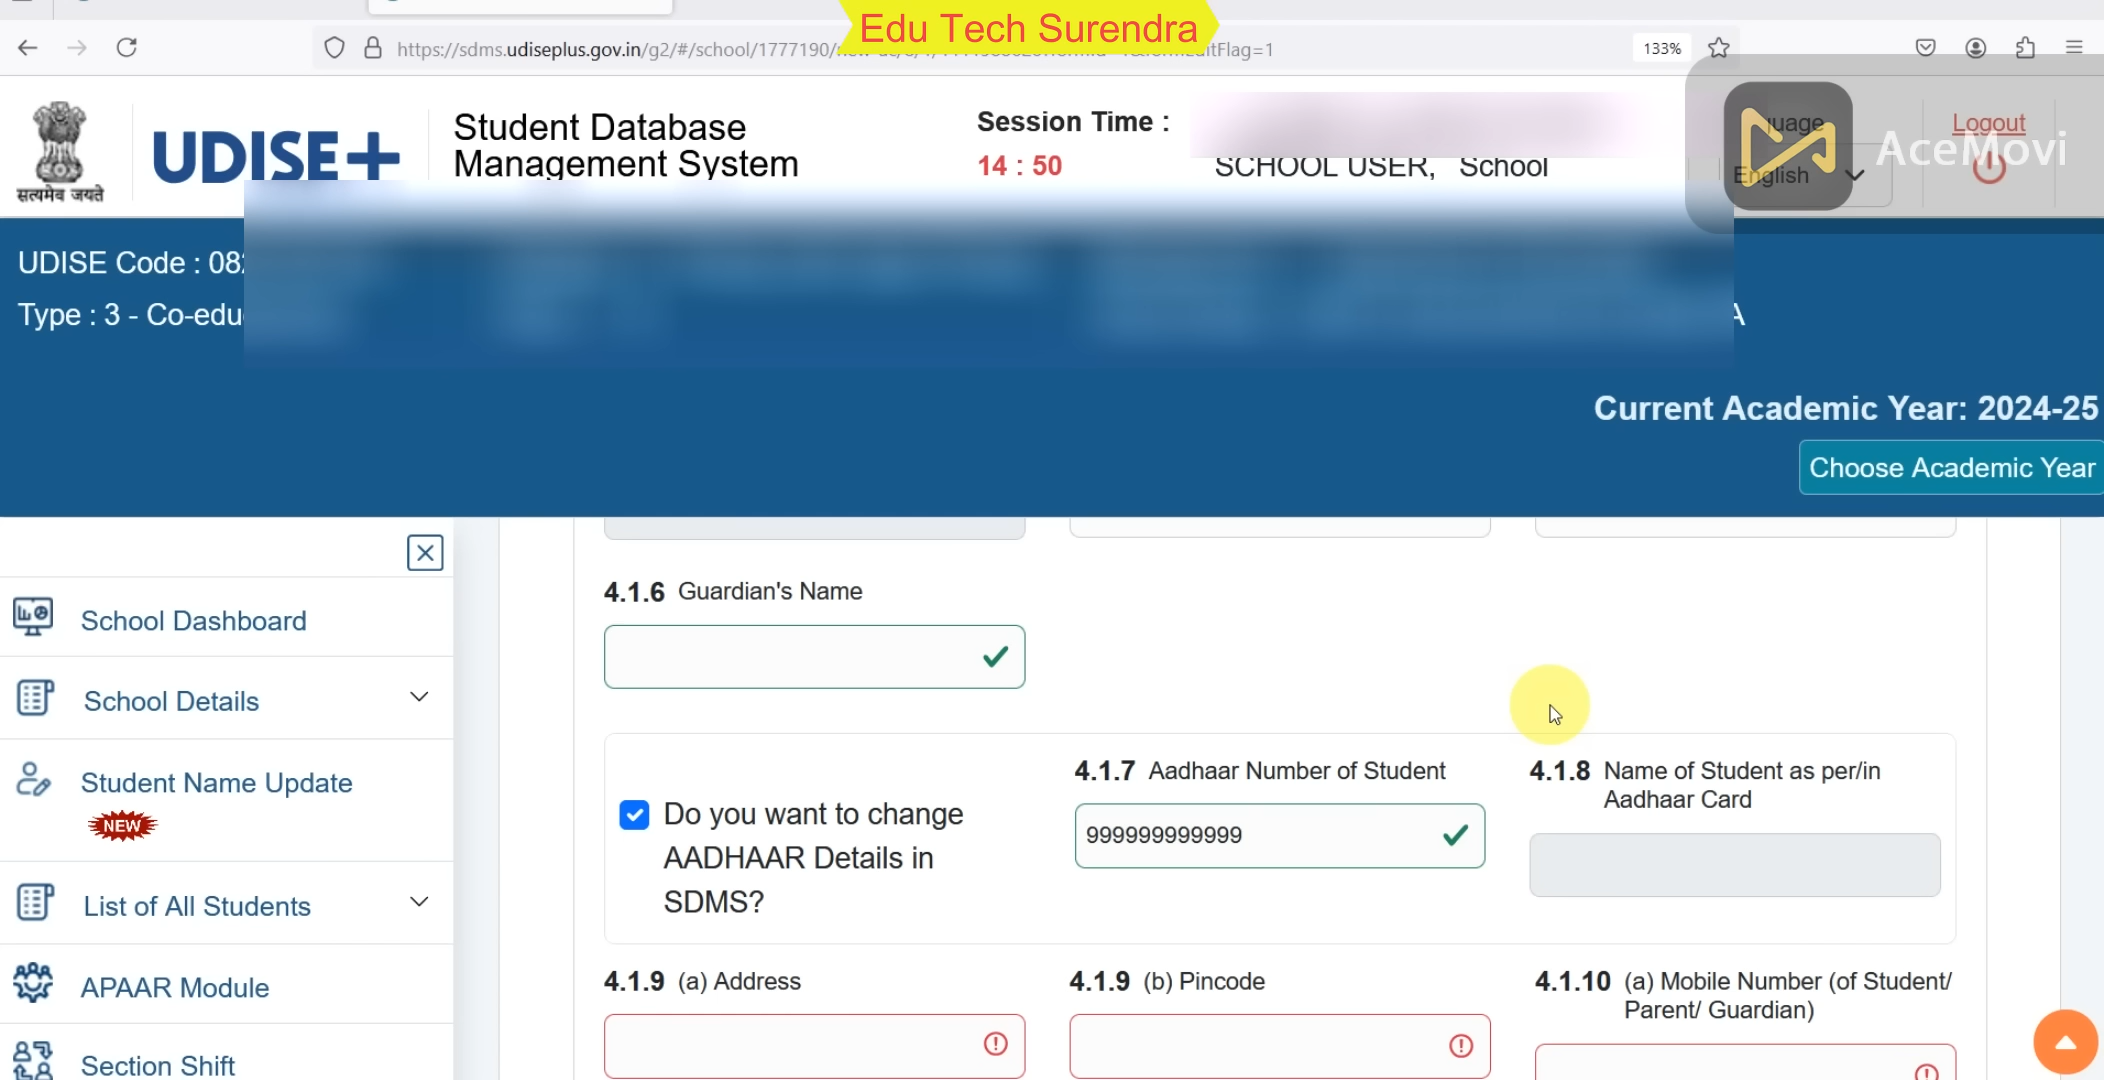 Edu Tech Surendra
https://sdms.udiseplus.gov.in/g2/#/school/1777190/
133%
सत्यमेव जयते
UDISE+
Student Database
Management System
Session Time :
14 : 50
SCHOOL USER, School
English
Logout
AceMovi
UDISE Code : 08
Type : 3 - Co-edu
Current Academic Year: 2024-25
Choose Academic Year
School Dashboard
School Details
Student Name Update
NEW
List of All Students
APAAR Module
Section Shift
4.1.6 Guardian's Name
Do you want to change
AADHAAR Details in
SDMS?
4.1.7 Aadhaar Number of Student
999999999999
4.1.8 Name of Student as per/in
Aadhaar Card
4.1.9 (a) Address
4.1.9 (b) Pincode
4.1.10 (a) Mobile Number (of Student/
Parent/ Guardian)